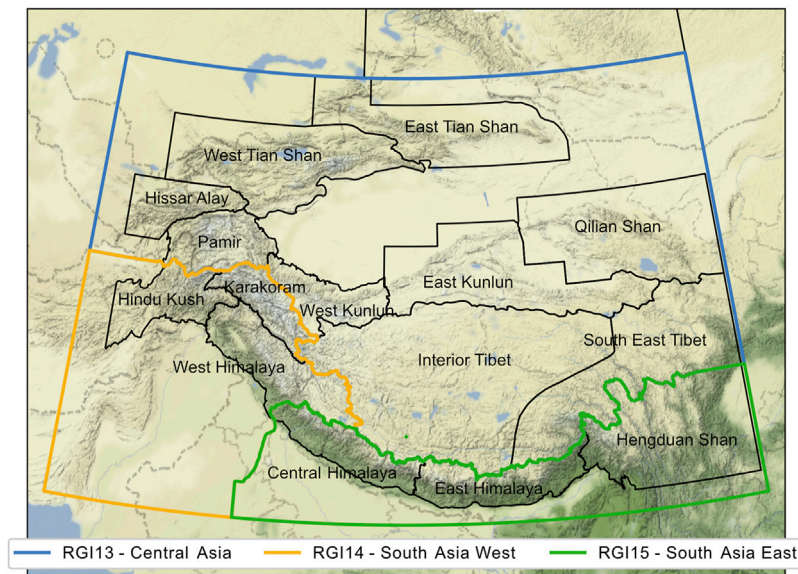 East Tian Shan
West Tian Shan
Hissar Alay
Qilian Shan
Pamir
East Kunlun
Karakoram
Hindu Kush
West Kunlun
South East Tibet
Interior Tibet
West Himalaya
Hengduan Shan
Central Himalaya
East Himalaya
RGI13 - Central Asia RGI14 - South Asia West RGI15 - South Asia East